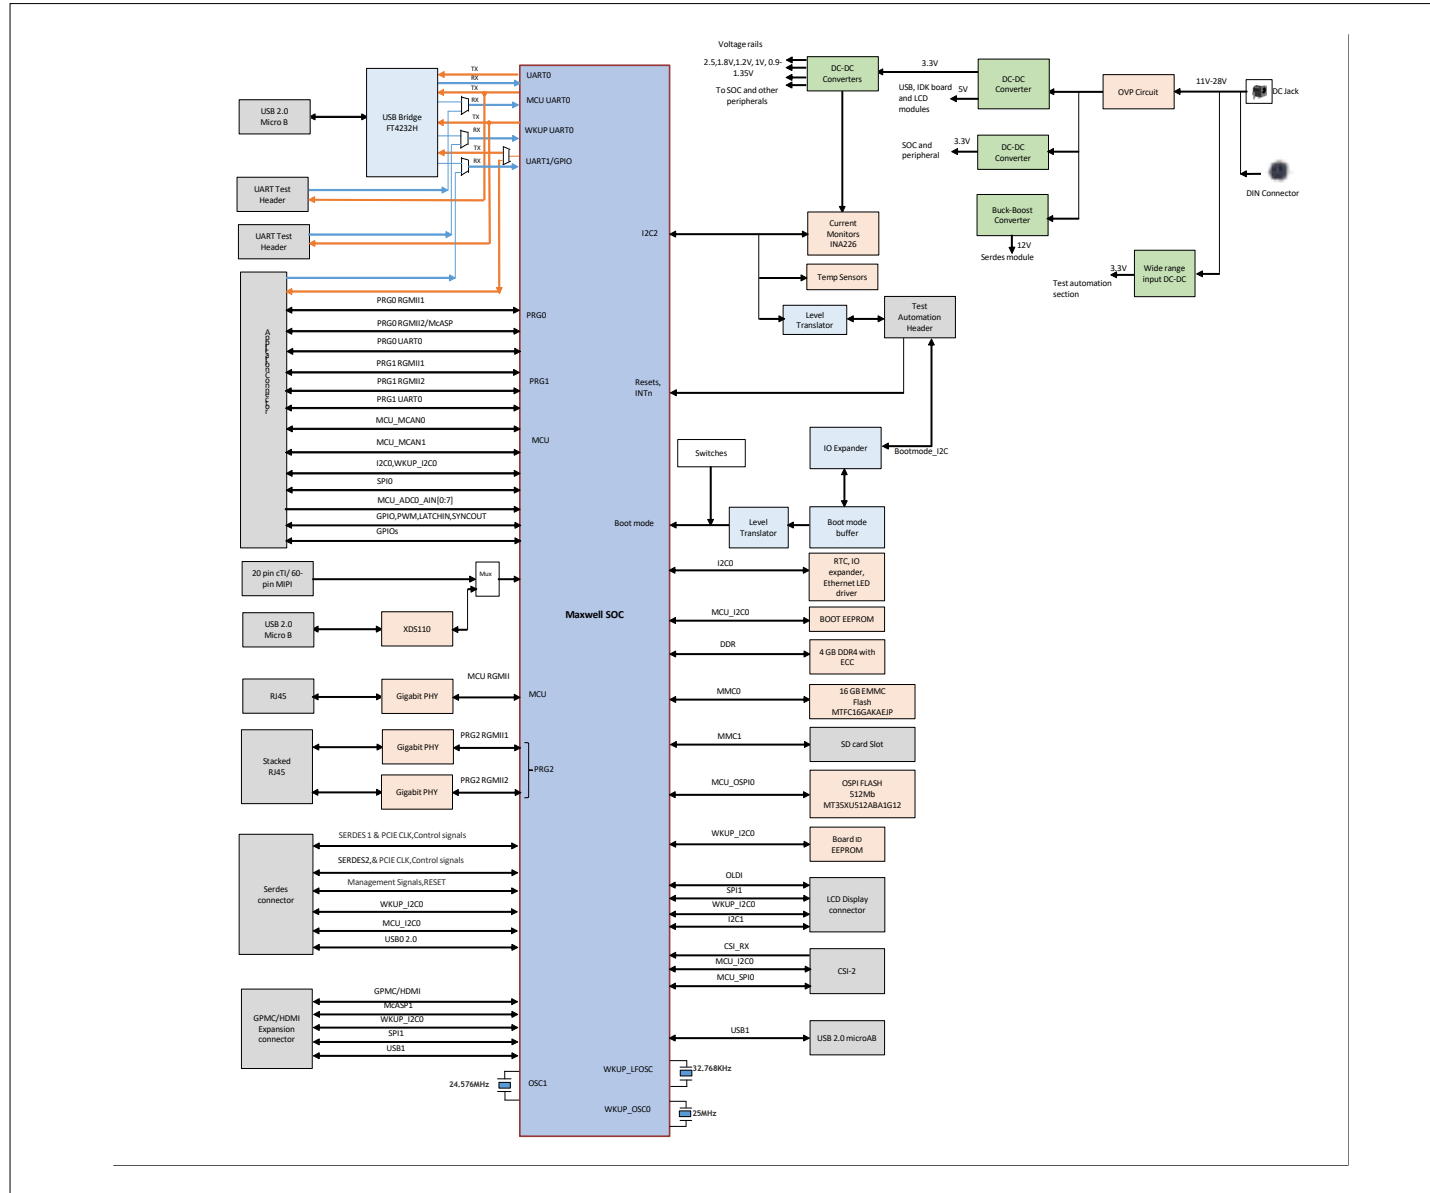 Voltage rails
2.5,1.8V,1.2V, 1V, 0.9-
1.35V
To SOC and other
peripherals
DC-DC
Converters
3.3V
USB, IDK board
and LCD
modules
5V
DC-DC
Converter
OVP Circuit
11V-28V
DC Jack
SOC and
peripheral
3.3V
DC-DC
Converter
DIN Connector
Buck-Boost
Converter
12V
Serdes module
3,3V
Test automation
section
Wide range
input DC-DC
USB 2.0
Micro B
USB Bridge
FT4232H
TX
RX
TX
RX
TX
RX
TX
RX
UART0
MCU UART0
WKUP UART0
UART1/GPIO
UART Test
Header
UART Test
Header
I2C2
Current
Monitors
INA226
Temp Sensors
Level
Translator
Test
Automation
Header
Application Connector
PRG0 RGMII1
PRG0 RGMII2/McASP
PRG0 UART0
PRG1 RGMII1
PRG1 RGMII2
PRG1 UART0
MCU_MCAN0
MCU_MCAN1
I2C0,WKUP_I2C0
SPI0
MCU_ADC0_AIN[0:7]
GPIO,PWM,LATCHIN,SYNCOUT
GPIOs
PRG0
PRG1
MCU
Resets,
INTn
Switches
IO Expander
Bootmode_I2C
Boot mode
Level
Translator
Boot mode
buffer
20 pin cTI/ 60-
pin MIPI
Mux
USB 2.0
Micro B
XDS110
Maxwell SOC
I2C0
RTC, IO
expander,
Ethernet LED
driver
MCU_I2C0
BOOT EEPROM
DDR
4 GB DDR4 with
ECC
RJ45
Gigabit PHY
MCU RGMII
MCU
MMC0
16 GB EMMC
Flash
MTFC16GAKAEJP
Stacked
RJ45
Gigabit PHY
PRG2 RGMII1
Gigabit PHY
PRG2 RGMII2
PRG2
MMC1
SD card Slot
MCU_OSPI0
OSPI FLASH
512Mb
MT35XU512ABA1G12
WKUP_I2C0
Board ID
EEPROM
Serdes
connector
SERDES 1 & PCIE CLK,Control signals
SERDES2,& PCIE CLK,Control signals
Management Signals,RESET
WKUP_I2C0
MCU_I2C0
USB0 2.0
OLDI
SPI1
WKUP_I2C0
I2C1
LCD Display
connector
CSI_RX
MCU_I2C0
MCU_SPI0
CSI-2
GPMC/HDMI
Expansion
connector
GPMC/HDMI
McASP1
WKUP_I2C0
SPI1
USB1
USB1
USB 2.0 microAB
24.576MHz
OSC1
WKUP_LFOSC
32.768KHz
WKUP_OSC0
25MHz